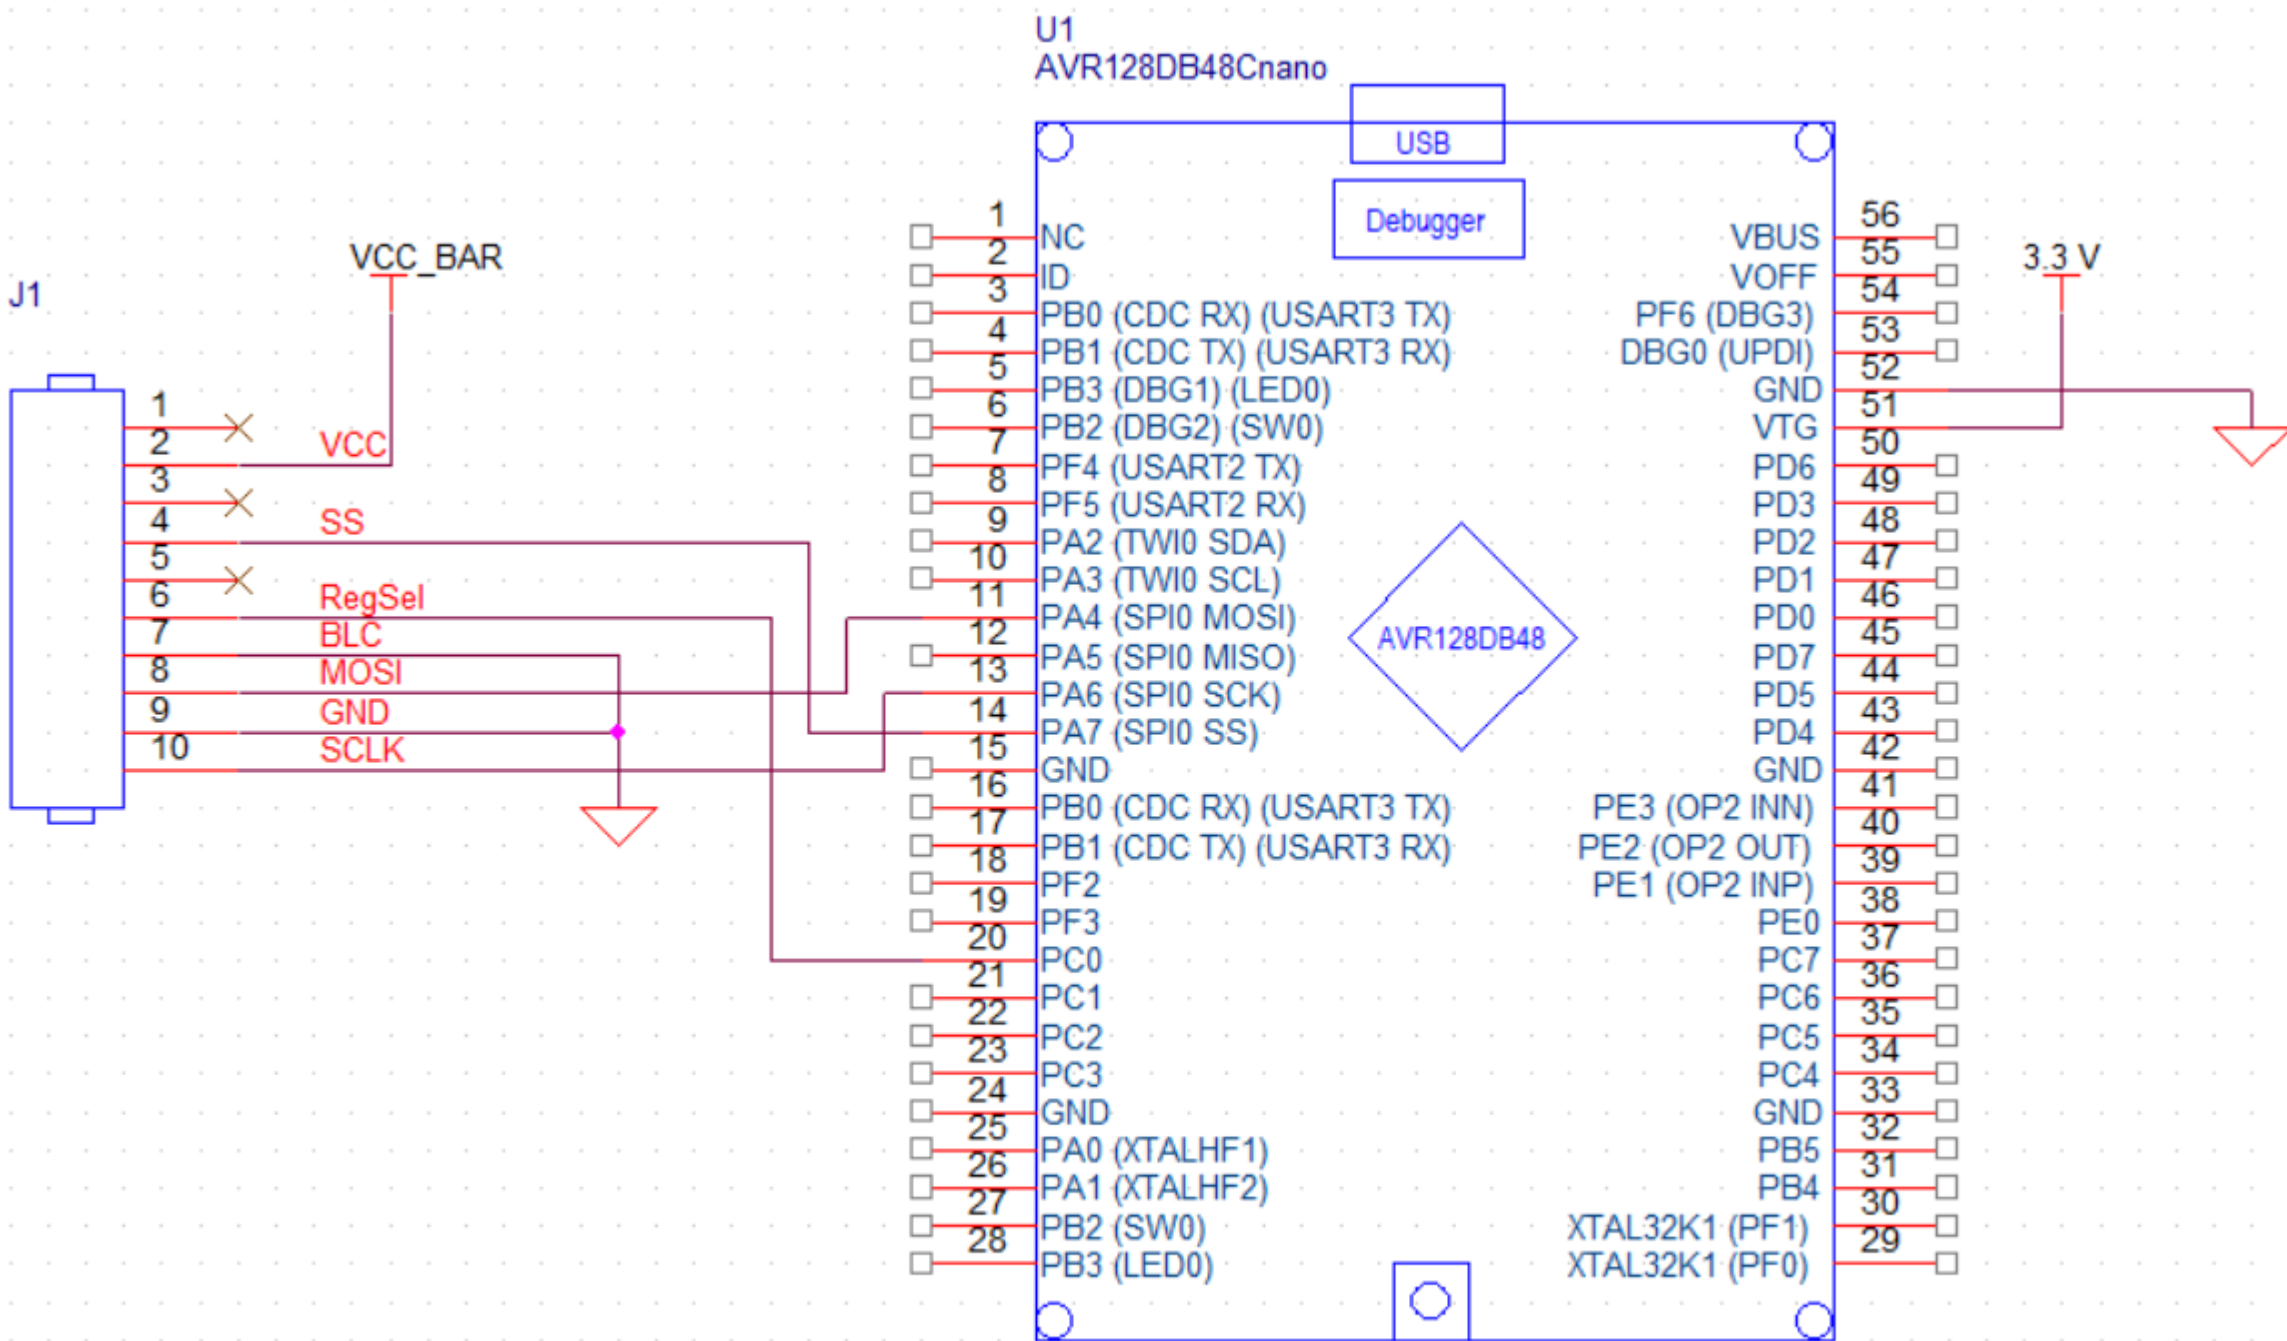 U1
AVR128DB48Cnano
USB
Debugger
J1
VCC_BAR
1
2
VCC
3
4
SS
5
6
RegSel
7
BLC
8
MOSI
9
GND
10
SCLK
1 NC
2 ID
3 PB0 (CDC RX) (USART3 TX)
4 PB1 (CDC TX) (USART3 RX)
5 PB3 (DBG1) (LED0)
6 PB2 (DBG2) (SW0)
7 PF4 (USART2 TX)
8 PF5 (USART2 RX)
9 PA2 (TWI0 SDA)
10 PA3 (TWI0 SCL)
11 PA4 (SPI0 MOSI)
12 PA5 (SPI0 MISO)
13 PA6 (SPI0 SCK)
14 PA7 (SPI0 SS)
15 GND
16 PB0 (CDC RX) (USART3 TX)
17 PB1 (CDC TX) (USART3 RX)
18 PF2
19 PF3
20 PC0
21 PC1
22 PC2
23 PC3
24 GND
25 PA0 (XTALHF1)
26 PA1 (XTALHF2)
27 PB2 (SW0)
28 PB3 (LED0)
AVR128DB48
VBUS 56
VOFF 55
PF6 (DBG3) 54
DBG0 (UPDI) 53
GND 52
VTG 51
PD6 50
PD3 49
PD2 48
PD1 47
PD0 46
PD7 45
PD5 44
PD4 43
GND 42
PE3 (OP2 INN) 41
PE2 (OP2 OUT) 40
PE1 (OP2 INP) 39
PE0 38
PC7 37
PC6 36
PC5 35
PC4 34
GND 33
PB5 32
PB4 31
XTAL32K1 (PF1) 30
XTAL32K1 (PF0) 29
3.3 V